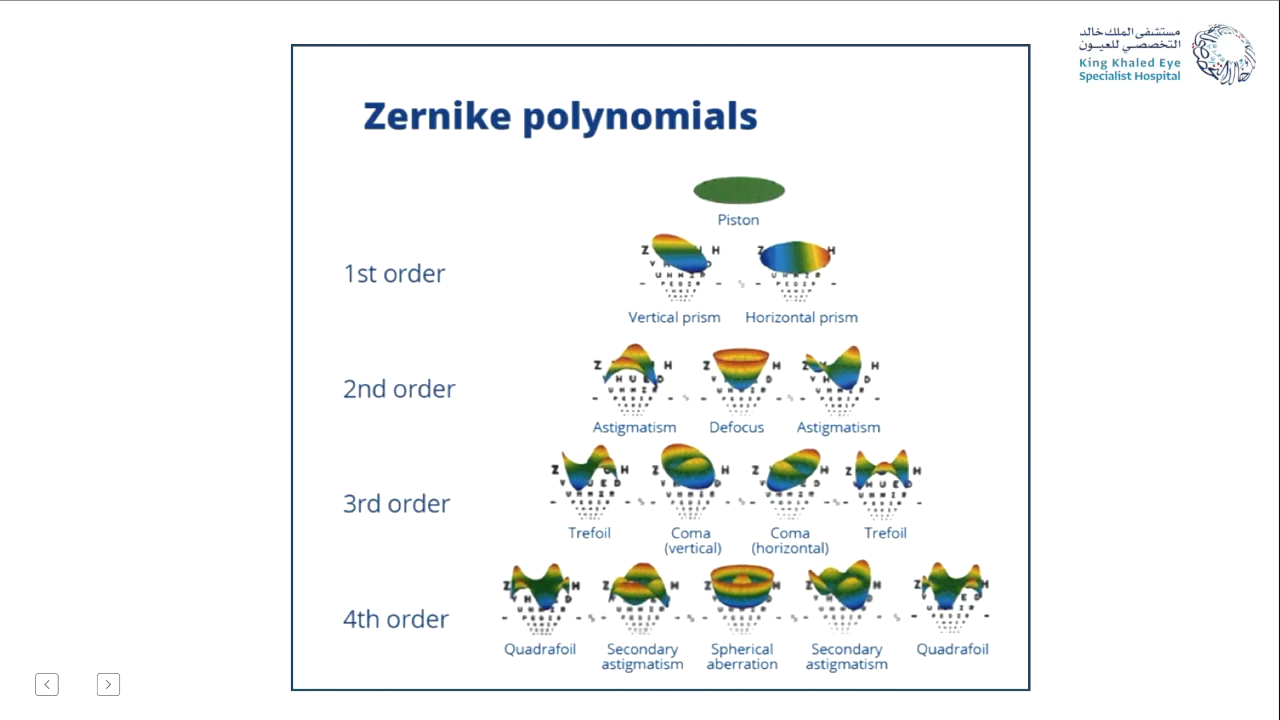 مستشفى الملك خالد
التخصصي للعيون
King Khaled Eye
Specialist Hospital
Zernike polynomials
Piston
1st order
Vertical prism
Horizontal prism
2nd order
Astigmatism
Defocus
Astigmatism
3rd order
Trefoil
Coma
(vertical)
Coma
(horizontal)
Trefoil
4th order
Quadrafoil
Secondary
astigmatism
Spherical
aberration
Secondary
astigmatism
Quadrafoil